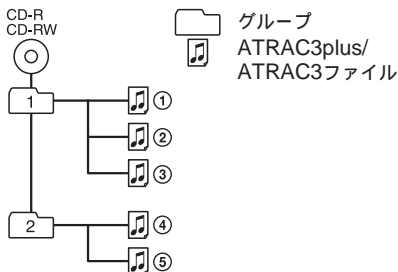 CD-R
CD-RW
グループ
ATRAC3plus/
ATRAC3ファイル
1
①
②
③
2
④
⑤